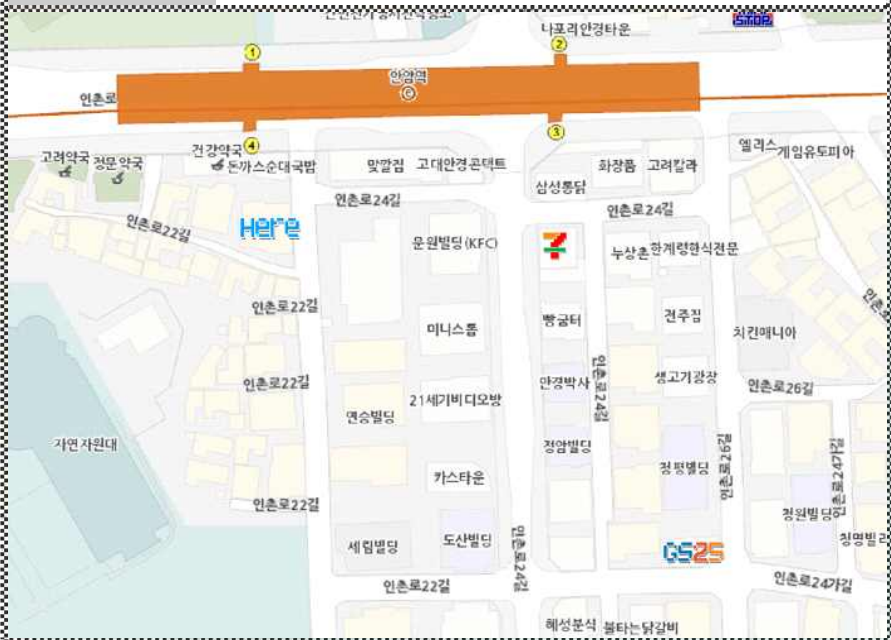 STOP
나포리안경타운
1
2
안암역
인촌로
4
3
고려약국
정문약국
건강약국
돈까스순대국밥
맞깔집
고대안경콘택트
삼성통닭
화장품
고려칼라
엘리스
게임유토피아
인촌로24길
인촌로24길
인촌로22길
Here
문원빌딩(KFC)
7
누상촌
한계령한식전문
인촌로22길
미니스톱
빵굼터
전주집
치킨매니아
인촌로22길
연승빌딩
21세기비디오방
안경박사
인촌로24길
생고기광장
인촌로26길
자연자원대
정암빌딩
청평빌딩
인촌로26길
인촌로24가길
카스타운
인촌로22길
정원빌딩
세림빌딩
도산빌딩
인촌로24길
GS25
청명빌라
인촌로22길
인촌로24가길
혜성분식
불타는닭갈비